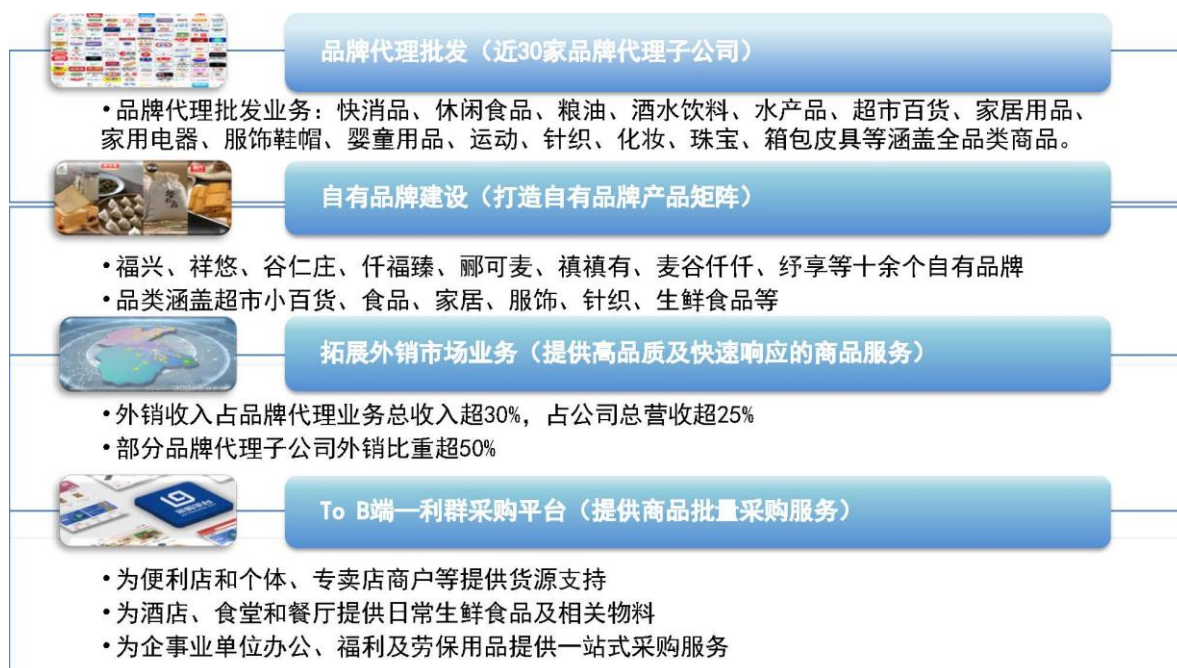 品牌代理批发（近30家品牌代理子公司）
•品牌代理批发业务：快消品、休闲食品、粮油、酒水饮料、水产品、超市百货、家居用品、
家用电器、服饰鞋帽、婴童用品、运动、针织、化妆、珠宝、箱包皮具等涵盖全品类商品。
自有品牌建设（打造自有品牌产品矩阵）
•福兴、祥悠、谷仁庄、仟福臻、郦可麦、禛禛有、麦谷仟仟、纾享等十余个自有品牌
•品类涵盖超市小百货、食品、家居、服饰、针织、生鲜食品等
拓展外销市场业务（提供高品质及快速响应的商品服务）
•外销收入占品牌代理业务总收入超30%，占公司总营收超25%
•部分品牌代理子公司外销比重超50%
To B端—利群采购平台（提供商品批量采购服务）
•为便利店和个体、专卖店商户等提供货源支持
•为酒店、食堂和餐厅提供日常生鲜食品及相关物料
•为企事业单位办公、福利及劳保用品提供一站式采购服务